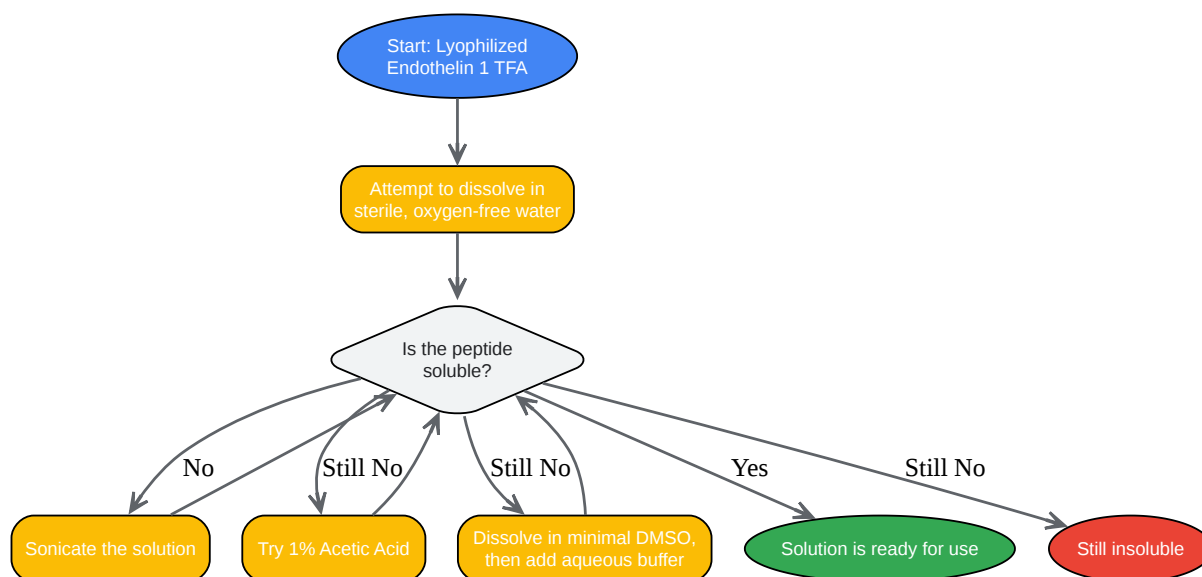 Start: Lyophilized
Endothelin 1 TFA
Attempt to dissolve in
sterile, oxygen-free water
Is the peptide
soluble?
No
Still No
Still No
Yes
Still No
Sonicate the solution
Try 1% Acetic Acid
Dissolve in minimal DMSO,
then add aqueous buffer
Solution is ready for use
Still insoluble